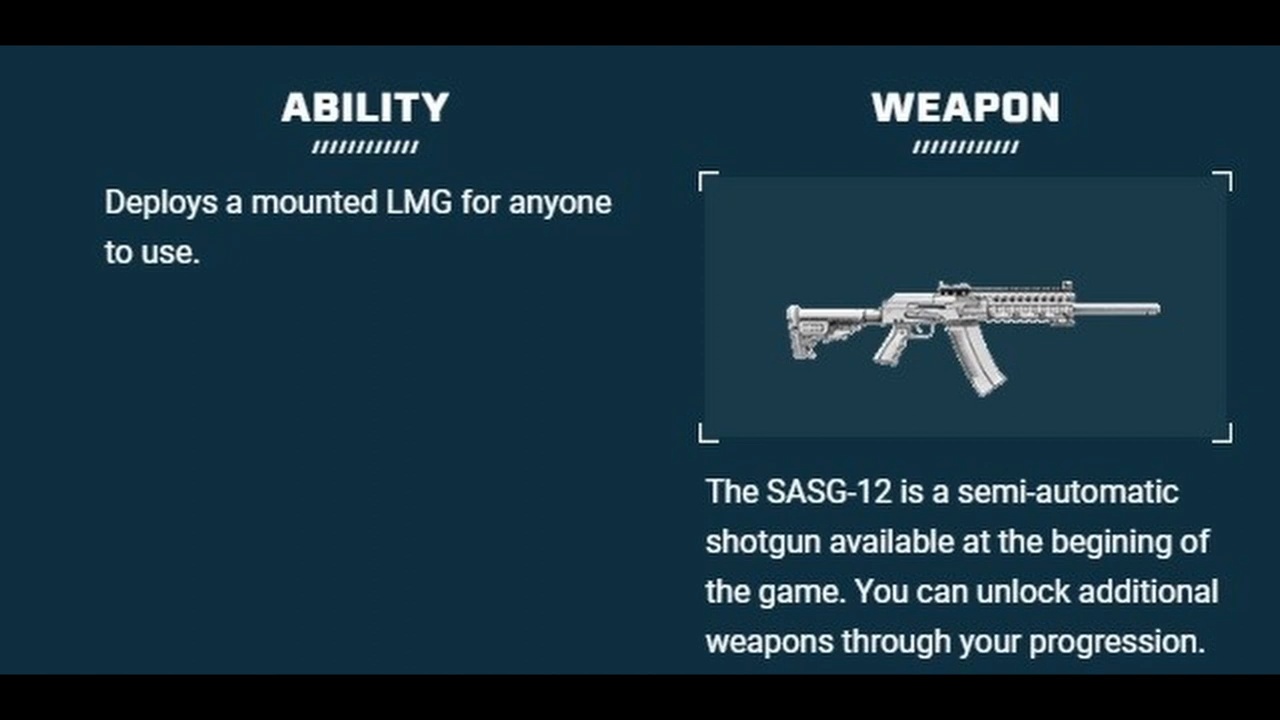 ABILITY
Deploys a mounted LMG for anyone
to use.
WEAPON
The SASG-12 is a semi-automatic
shotgun available at the begining of
the game. You can unlock additional
weapons through your progression.